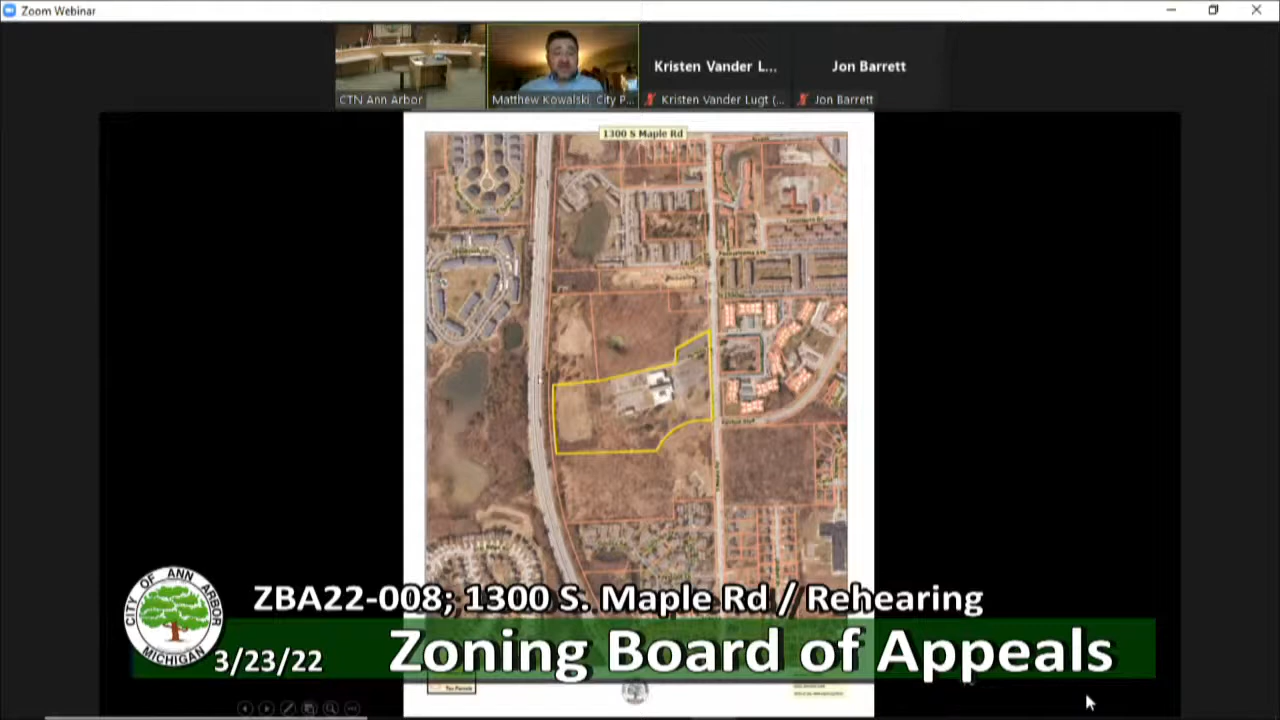 Zoom Webinar
CTN Ann Arbor
Matthew Kowalski, City P...
Kristen Vander L...
Kristen Vander Lugt (...
Jon Barrett
Jon Barrett
1300 S Maple Rd
CITY OF ANN ARBOR
MICHIGAN
ZBA22-008; 1300 S. Maple Rd / Rehearing
3/23/22
Zoning Board of Appeals
Tax Parcels